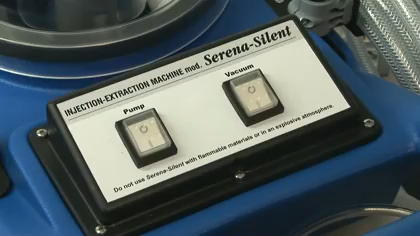 INJECTION-EXTRACTION MACHINE mod. Serena-Silent
Pump
Vacuum
Do not use Serena-Silent with flammable materials or in an explosive atmosphere.